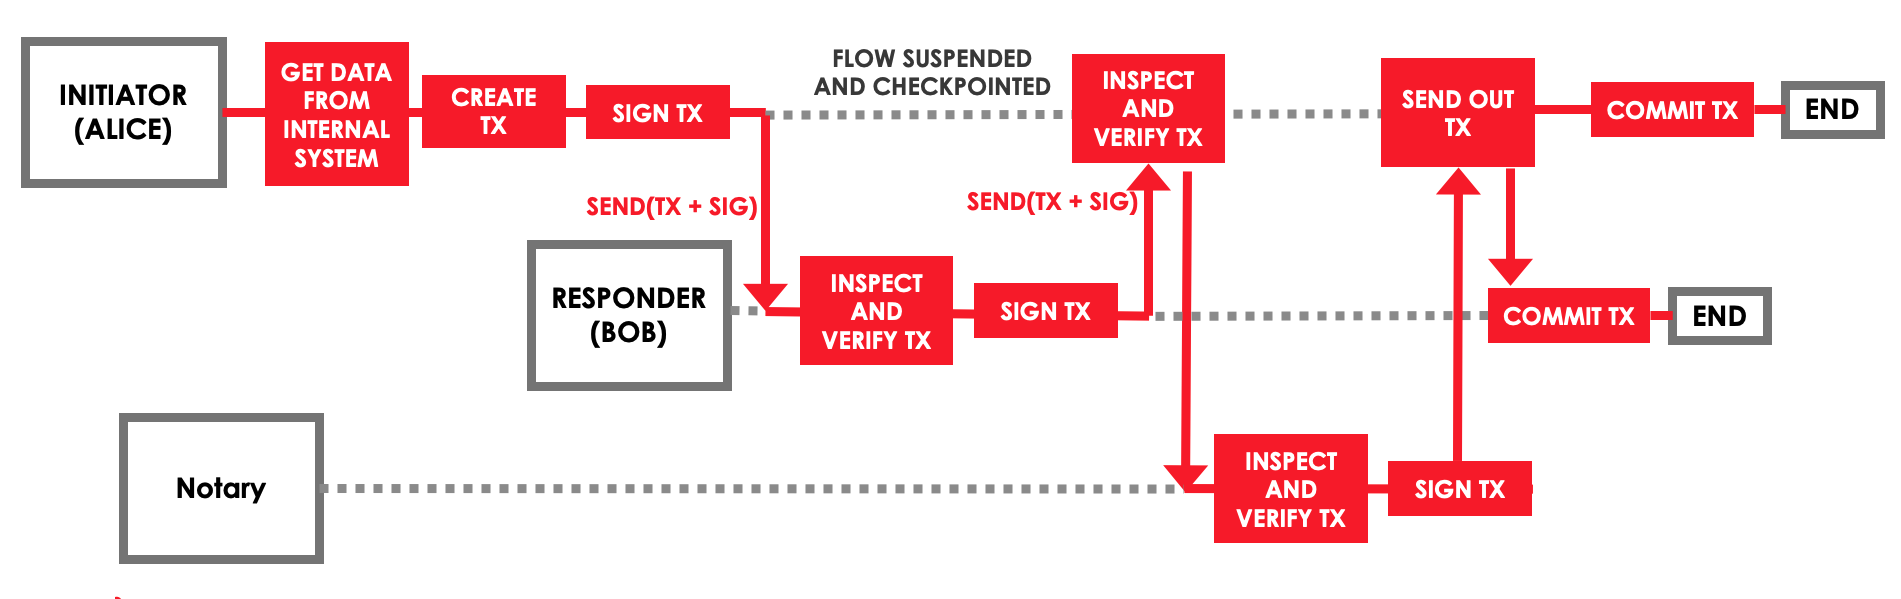 INITIATOR
(ALICE)
GET DATA
FROM
INTERNAL
SYSTEM
CREATE
TX
SIGN TX
FLOW SUSPENDED
AND CHECKPOINTED
INSPECT
AND
VERIFY TX
SEND OUT
TX
COMMIT TX
END
SEND(TX + SIG)
SEND(TX + SIG)
RESPONDER
(BOB)
INSPECT
AND
VERIFY TX
SIGN TX
COMMIT TX
END
Notary
INSPECT
AND
VERIFY TX
SIGN TX